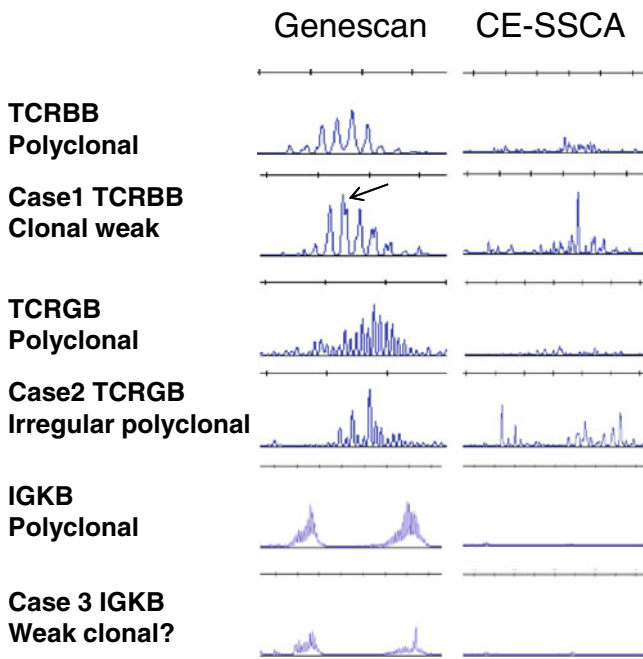 Genescan CE-SSCA
TCRBB
Polyclonal
Case1 TCRBB
Clonal weak
TCRGB
Polyclonal
Case2 TCRGB
Irregular polyclonal
IGKB
Polyclonal
Case 3 IGKB
Weak clonal?